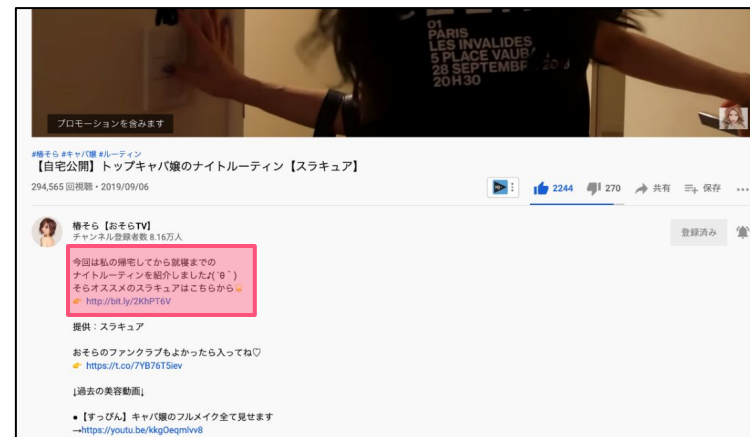 01
PARIS
LES INVALIDES
5 PLACE VAUB
28 SEPTEMBR
20H30
プロモーションを含みます
#椿そら #キャバ嬢 #ルーティン
【自宅公開】トップキャバ嬢のナイトルーティン【スラキュア】
294,565 回視聴・2019/09/06
2244 270 共有 保存
椿そら【おそらTV】
チャンネル登録者数 8.16万人
登録済み
今回は私の帰宅してから就寝までの
ナイトルーティンを紹介しました♪( ´θ｀)
そらオススメのスラキュアはこちらから👇
👉 http://bit.ly/2KhPT6V
提供：スラキュア
おそらのファンクラブもよかったら入ってね♡
👉 https://t.co/7YB76T5iev
↓過去の美容動画↓
●【すっぴん】キャバ嬢のフルメイク全て見せます
→https://youtu.be/kkgOeqmlvv8